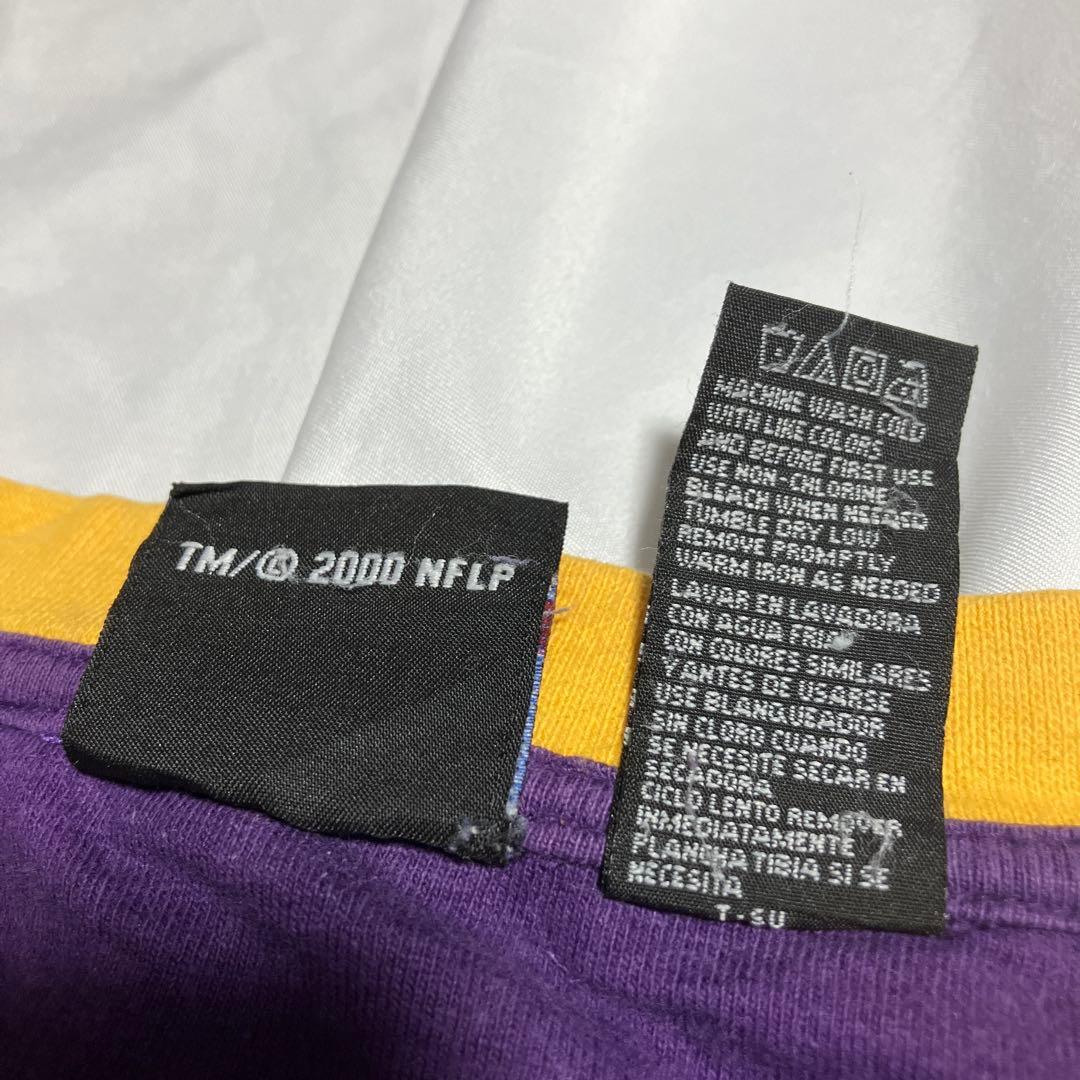 TM/© 2000 NFLP
MACHINE WASH COLD
WITH LIKE COLORS
AND BEFORE FIRST USE
USE NON-CHLORINE
BLEACH WHEN NEEDED
TUMBLE DRY LOW
REMOVE PROMPTLY
WARM IRON AS NEEDED
LAVAR EN LAVADORA
CON AGUA FRIA
CON COLORES SIMILARES
Y/ANTES DE USARSE
USE BLANQUEADOR
SIN CLORO CUANDO
SE NECESITE SECAR EN
SECADORA
CICLO LENTO REMOVER
INMEDIATAMENTE
PLANCHA TIBIA SI SE
NECESITA
T-SU